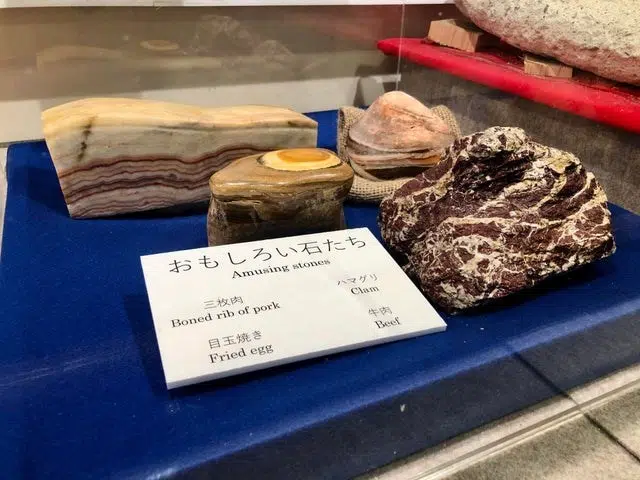 おもしろい石たち
Amusing stones
三枚肉
Boned rib of pork
ハマグリ
Clam
目玉焼き
Fried egg
牛肉
Beef